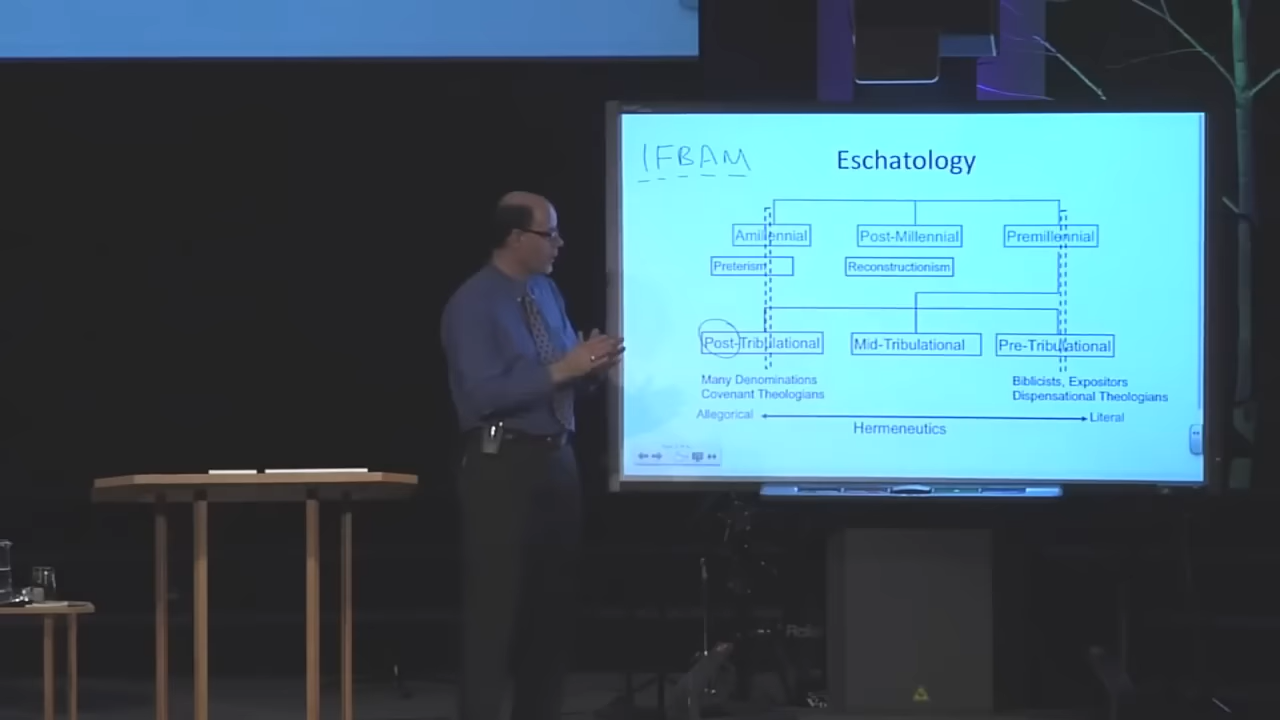 IFBAM
Eschatology
Amillennial Post-Millennial Premillennial
Preterism Reconstructionism
Post-Tribulational Mid-Tribulational Pre-Tribulational
Many Denominations Biblicists, Expositors
Covenant Theologians Dispensational Theologians
Allegorical Literal
Hermeneutics